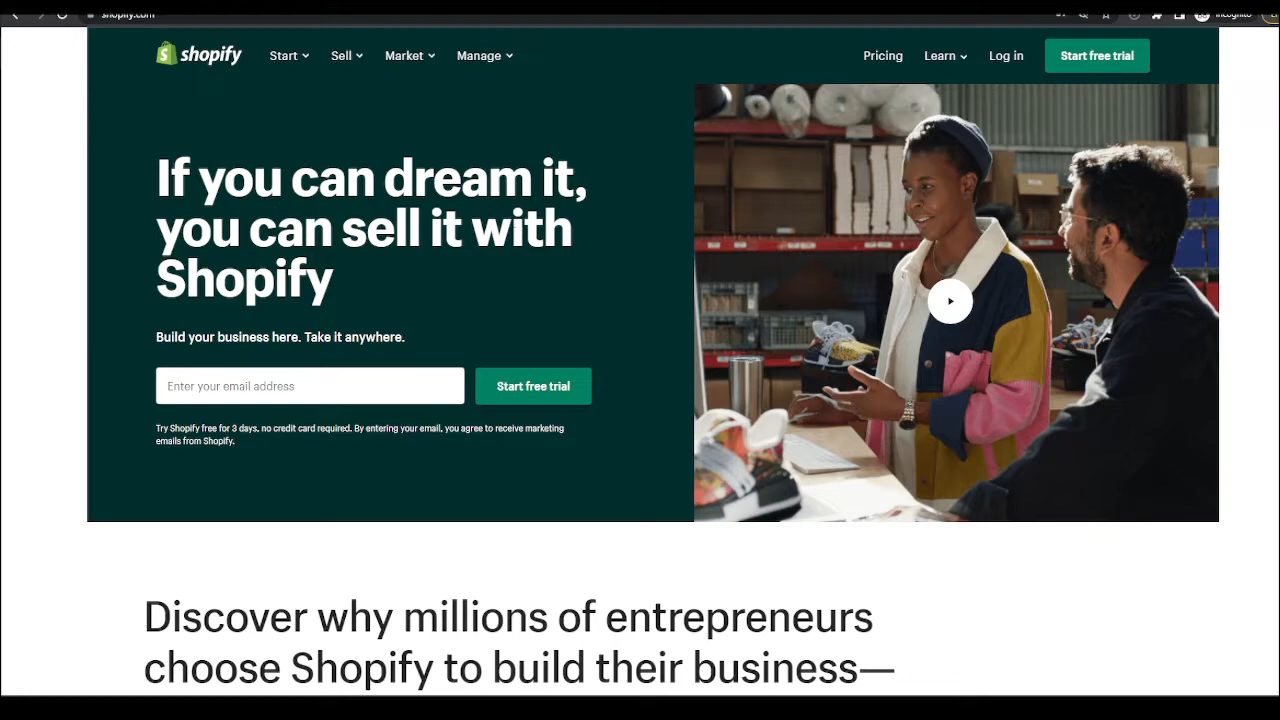 shopify.com
Incognito
shopify
Start
Sell
Market
Manage
Pricing
Learn
Log in
Start free trial
If you can dream it,
you can sell it with
Shopify
Build your business here. Take it anywhere.
Enter your email address
Start free trial
Try Shopify free for 3 days, no credit card required. By entering your email, you agree to receive marketing
emails from Shopify.
Discover why millions of entrepreneurs
choose Shopify to build their business—